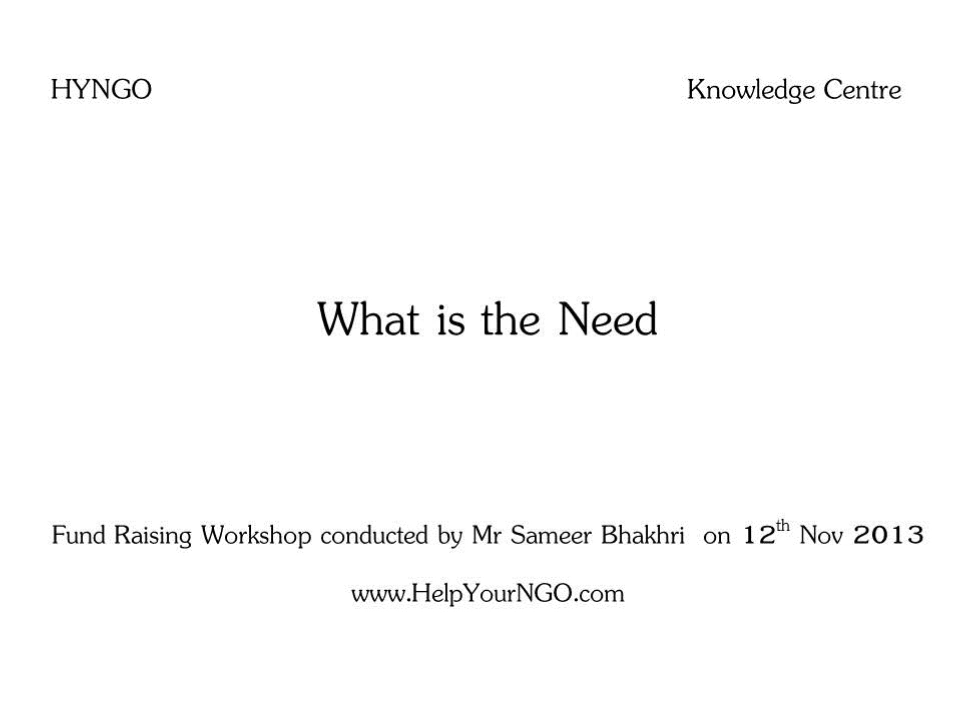 HYNGO Knowledge Centre
What is the Need
Fund Raising Workshop conducted by Mr Sameer Bhakhri on 12th Nov 2013
www.HelpYourNGO.com